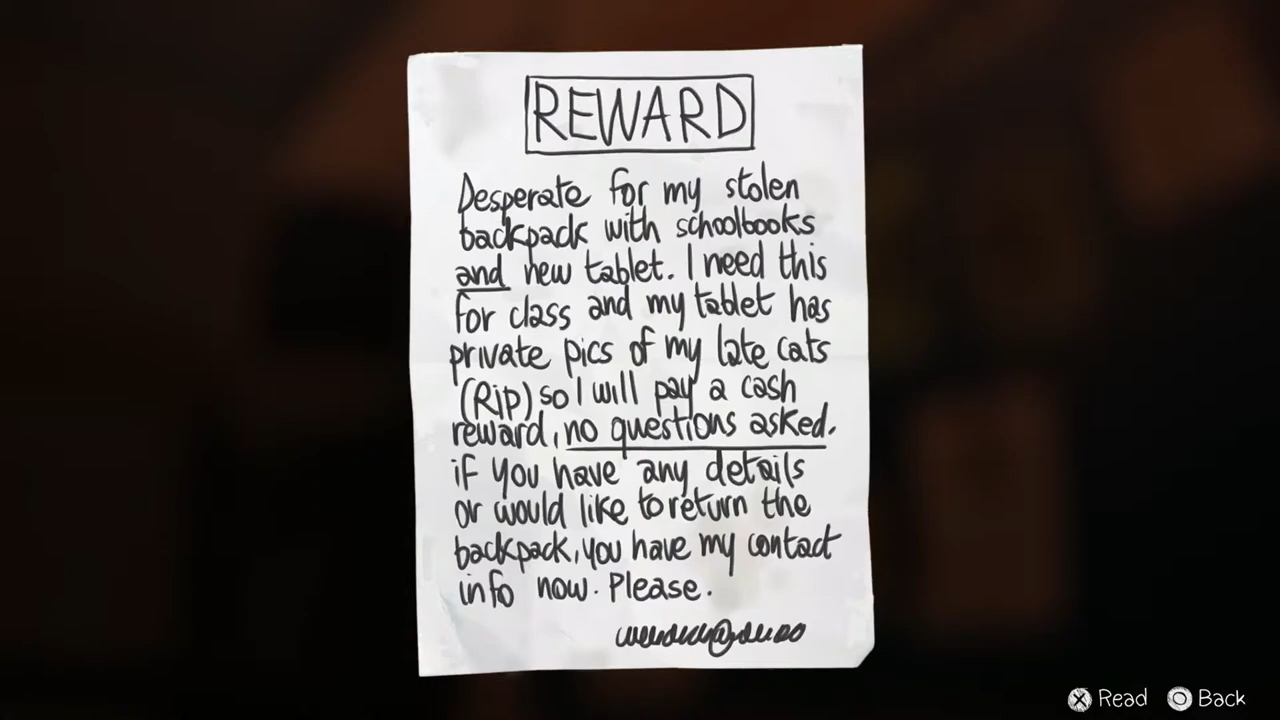 REWARD
Desperate for my stolen
backpack with schoolbooks
and new tablet. I need this
for class and my tablet has
private pics of my late cats
(Rip) so I will pay a cash
reward, no questions asked.
if you have any details
or would like to return the
backpack, you have my contact
info now. Please.
Read Back